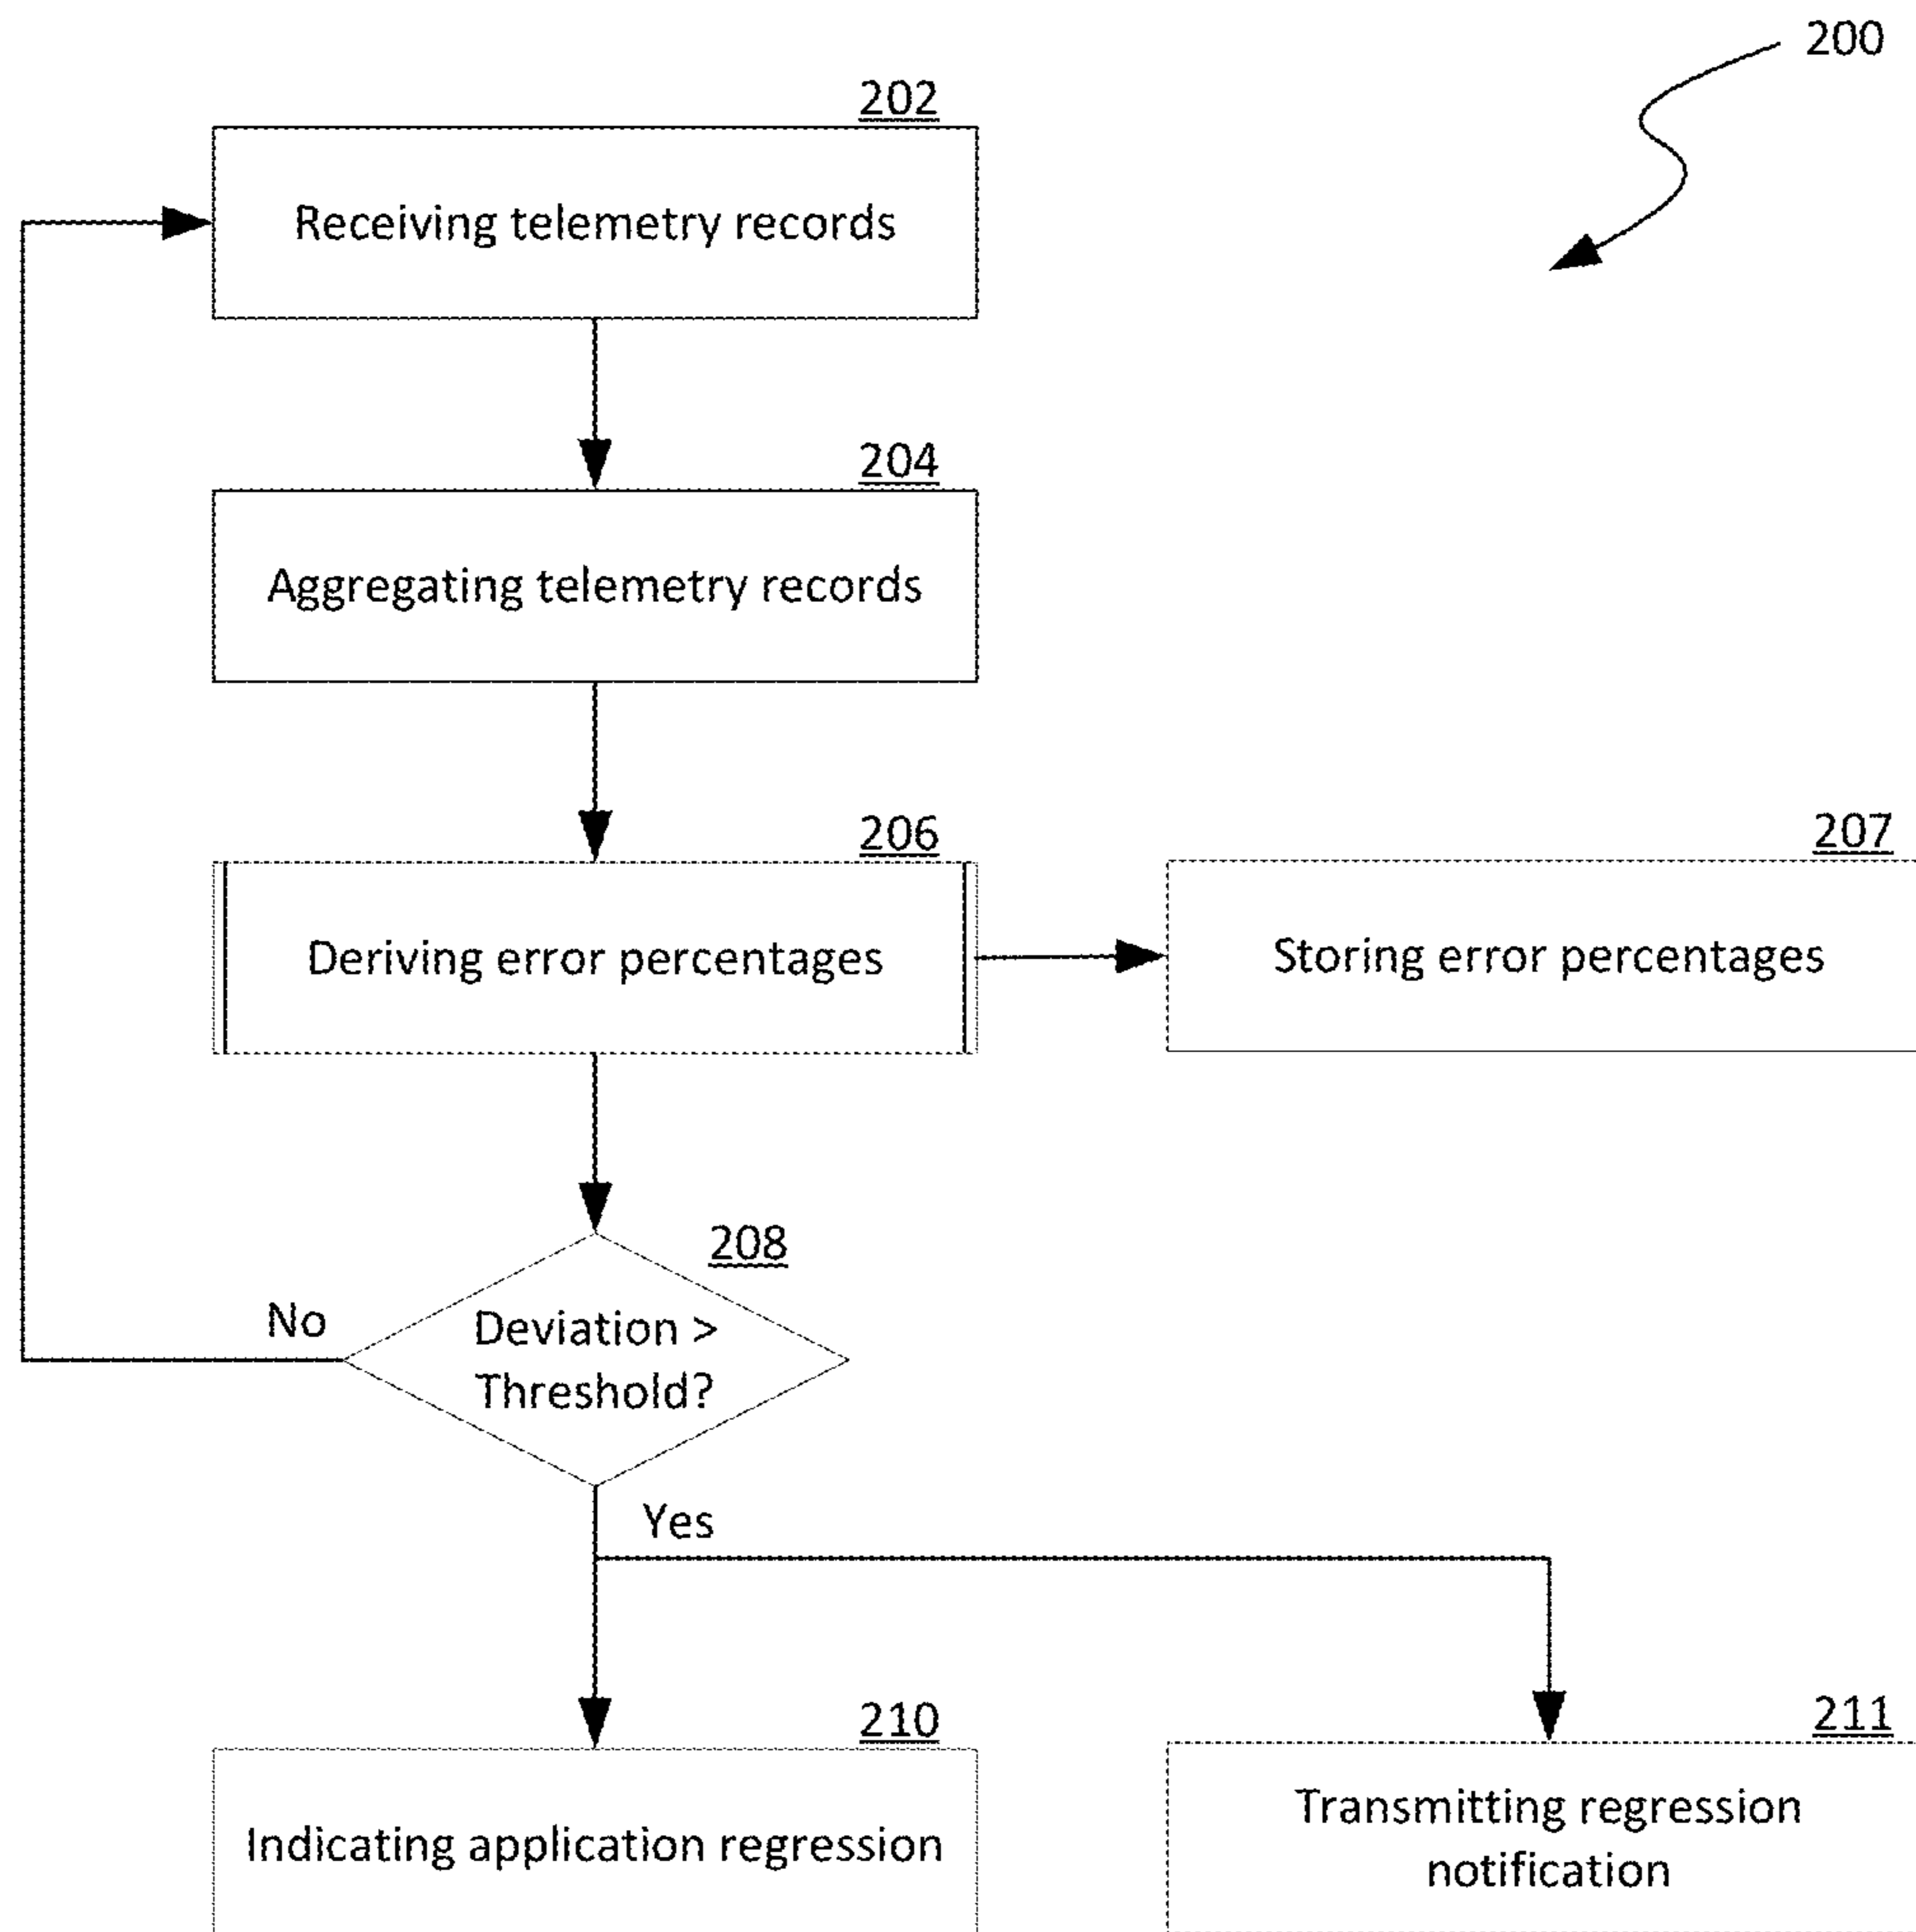 200
202
Receiving telemetry records
204
Aggregating telemetry records
206
Deriving error percentages
207
Storing error percentages
208
Deviation >
Threshold?
No
Yes
210
Indicating application regression
211
Transmitting regression
notification